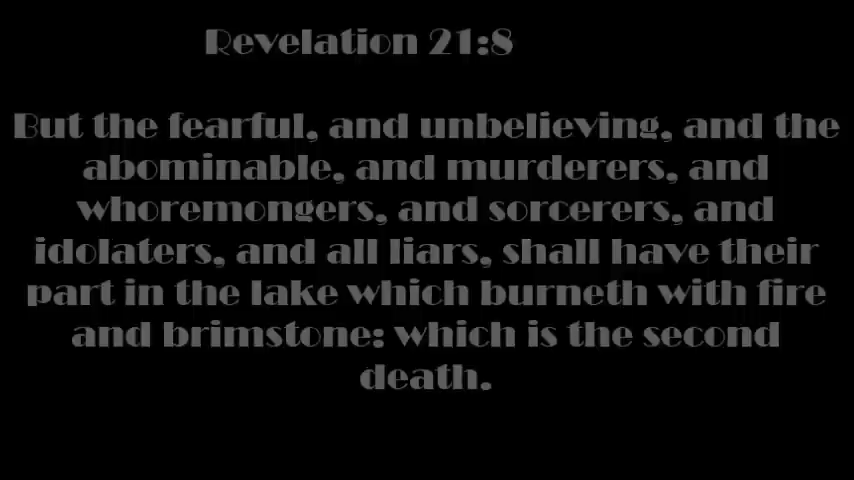 Revelation 21:8
But the fearful, and unbelieving, and the
abominable, and murderers, and
whoremongers, and sorcerers, and
idolaters, and all liars, shall have their
part in the lake which burneth with fire
and brimstone: which is the second
death.